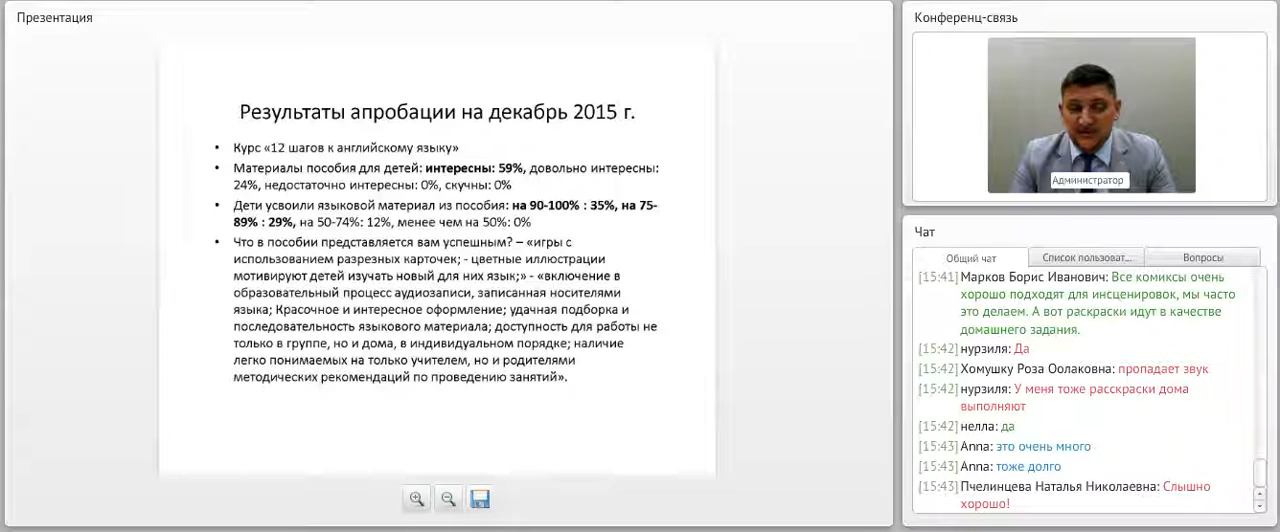 Презентация
Результаты апробации на декабрь 2015 г.
• Курс «12 шагов к английскому языку»
• Материалы пособия для детей: интересны: 59%, довольно интересны:
24%, недостаточно интересны: 0%, скучны: 0%
• Дети усвоили языковой материал из пособия: на 90-100% : 35%, на 75-
89% : 29%, на 50-74%: 12%, менее чем на 50%: 0%
• Что в пособии представляется вам успешным? – «игры с
использованием разрезных карточек; - цветные иллюстрации
мотивируют детей изучать новый для них язык;» - «включение в
образовательный процесс аудиозаписи, записанная носителями
языка; Красочное и интересное оформление; удачная подборка и
последовательность языкового материала; доступность для работы не
только в группе, но и дома, в индивидуальном порядке; наличие
легко понимаемых на только учителем, но и родителями
методических рекомендаций по проведению занятий».
Конференц-связь
Администратор
Чат
Общий чат
Список пользоват...
Вопросы
[15:41] Марков Борис Иванович: Все комиксы очень
хорошо подходят для инсценировок, мы часто
это делаем. А вот раскраски идут в качестве
домашнего задания.
[15:42] нурзиля: Да
[15:42] Хомушку Роза Оолаковна: пропадает звук
[15:42] нурзиля: У меня тоже расскраски дома
выполняют
[15:42] нелла: да
[15:43] Anna: это очень много
[15:43] Anna: тоже долго
[15:43] Пчелинцева Наталья Николаевна: Слышно
хорошо!